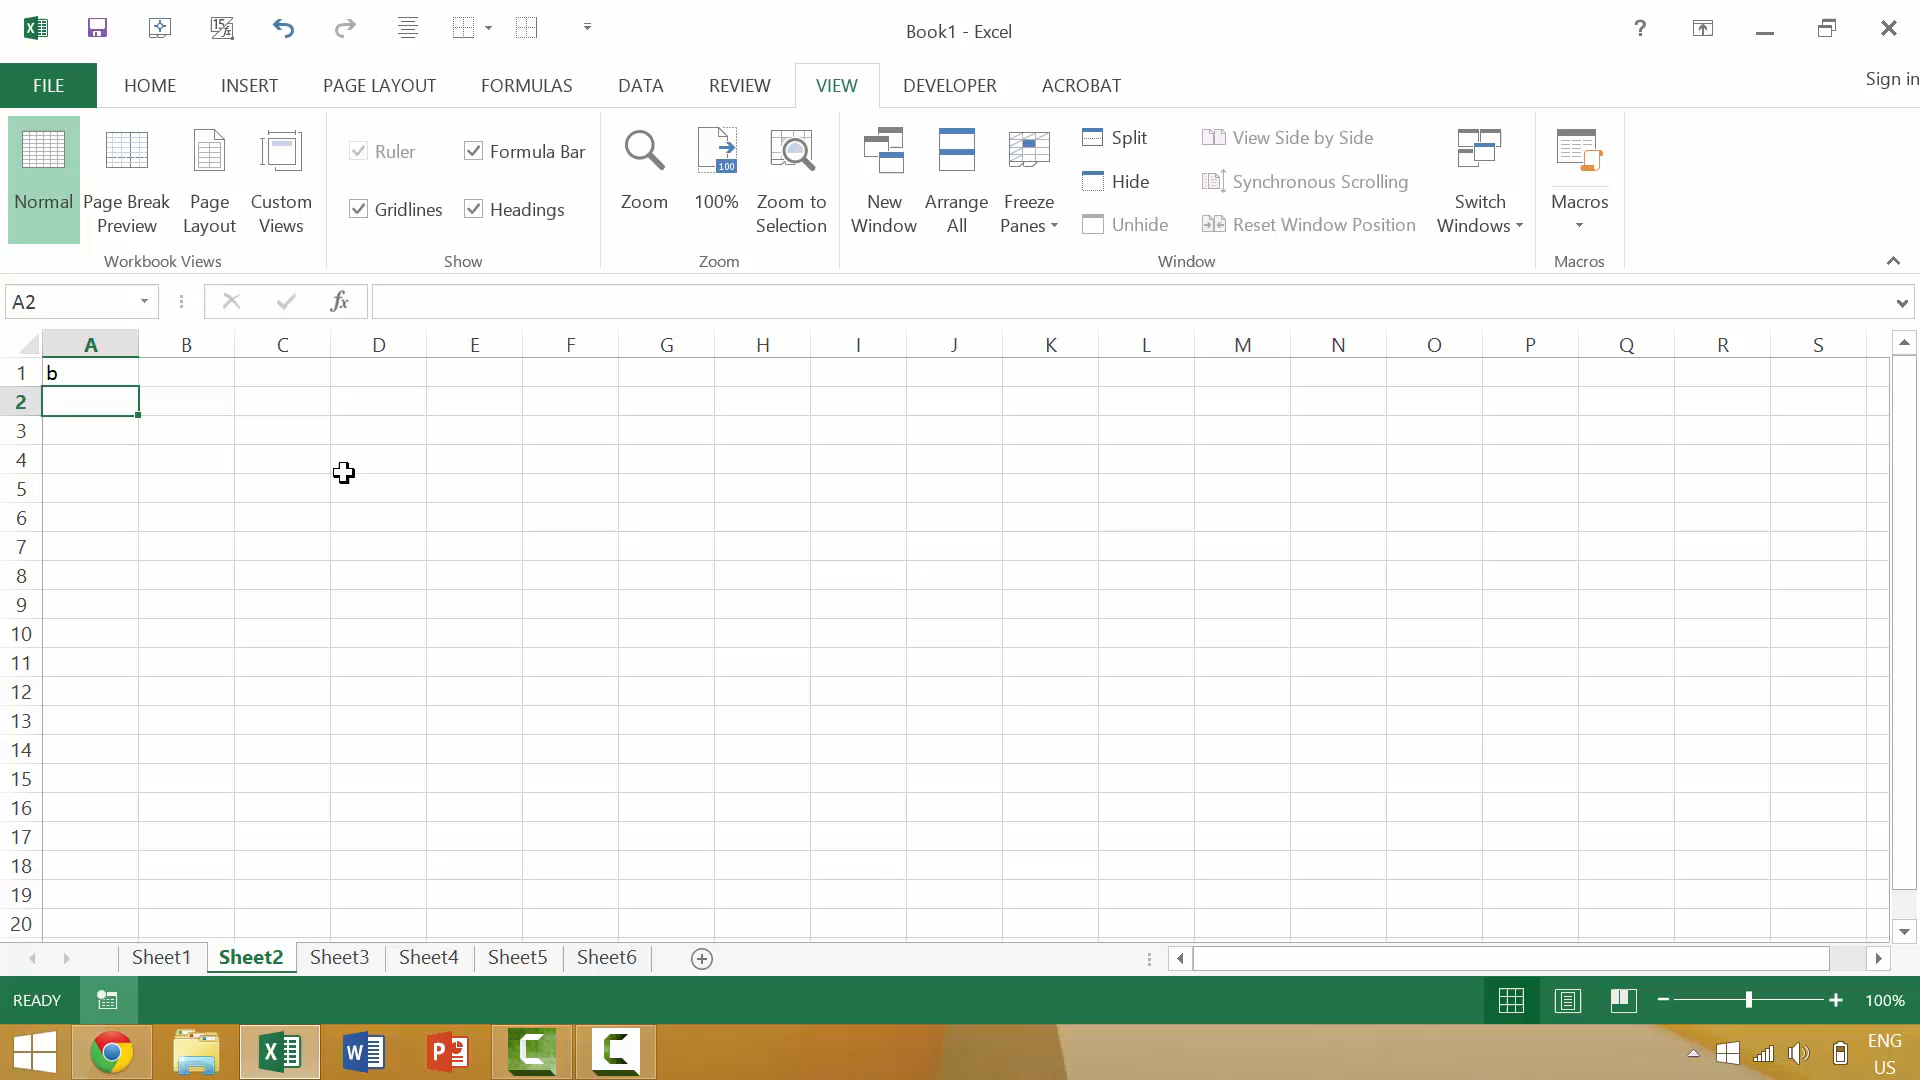 Book1 - Excel
Sign in
FILE HOME INSERT PAGE LAYOUT FORMULAS DATA REVIEW VIEW DEVELOPER ACROBAT
Normal
Page Break Preview
Page Layout
Custom Views
Workbook Views
Ruler
Formula Bar
Gridlines
Headings
Show
Zoom
100
100%
Zoom to Selection
Zoom
New Window
Arrange All
Freeze Panes
Split
Hide
Unhide
View Side by Side
Synchronous Scrolling
Reset Window Position
Switch Windows
Window
Macros
Macros
A2
fx
A B C D E F G H I J K L M N O P Q R S
1 b
2
3
4
5
6
7
8
9
10
11
12
13
14
15
16
17
18
19
20
Sheet1 Sheet2 Sheet3 Sheet4 Sheet5 Sheet6
READY
100%
ENG
US